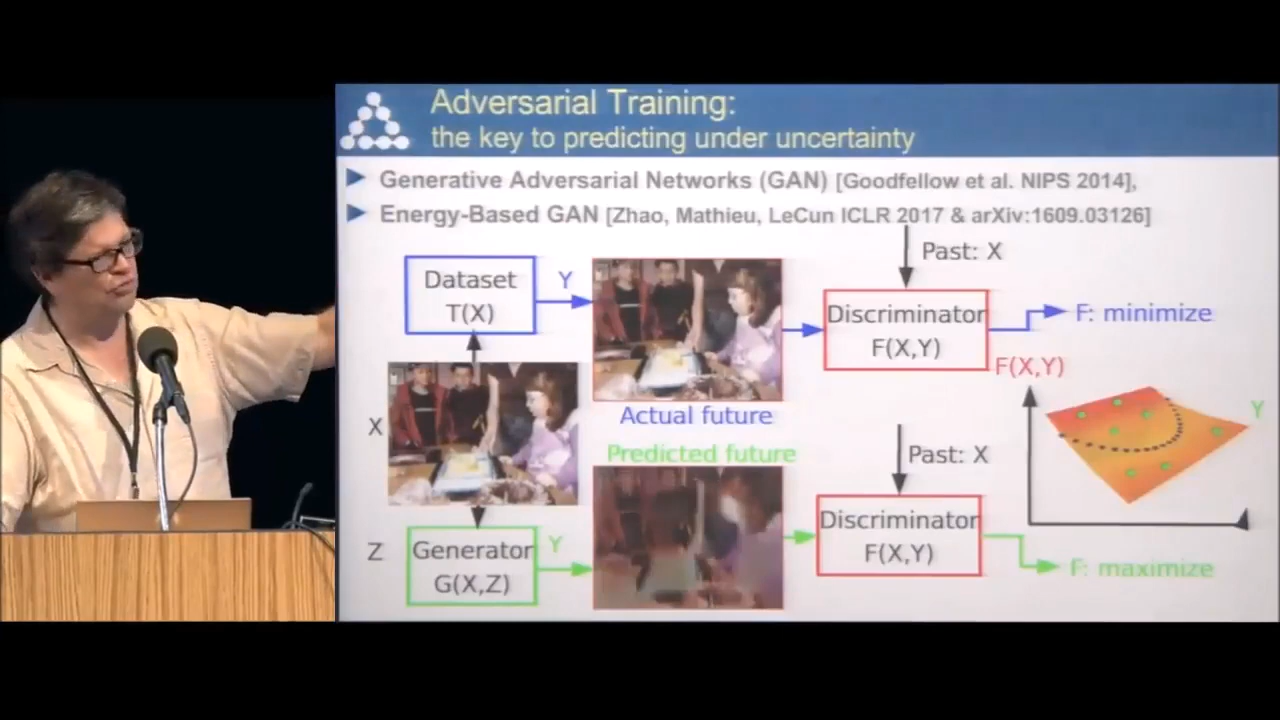 Adversarial Training:
the key to predicting under uncertainty
Generative Adversarial Networks (GAN) [Goodfellow et al. NIPS 2014],
Energy-Based GAN [Zhao, Mathieu, LeCun ICLR 2017 & arXiv:1609.03126]
Past: X
Dataset
T(X)
Y
Discriminator
F(X,Y)
F: minimize
F(X,Y)
Y
X
Actual future
Predicted future
Past: X
Z
Generator
G(X,Z)
Y
Discriminator
F(X,Y)
F: maximize